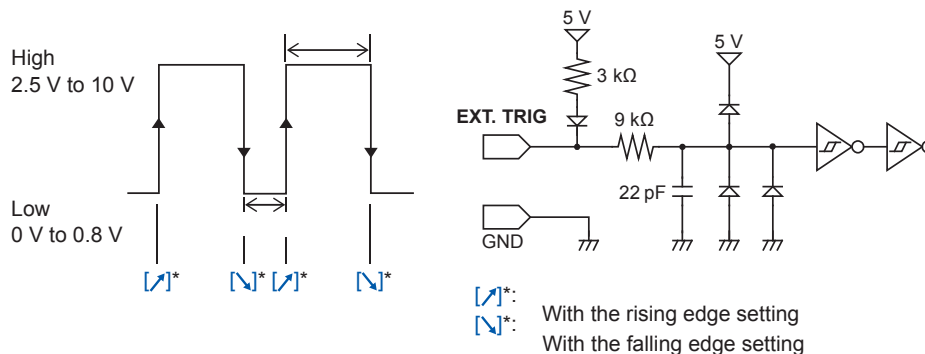 High
2.5 V to 10 V
Low
0 V to 0.8 V
[↗]* [↘]* [↗]* [↘]*
5 V
3 kΩ
5 V
EXT. TRIG
9 kΩ
22 pF
GND
[↗]*:
With the rising edge setting
[↘]*:
With the falling edge setting